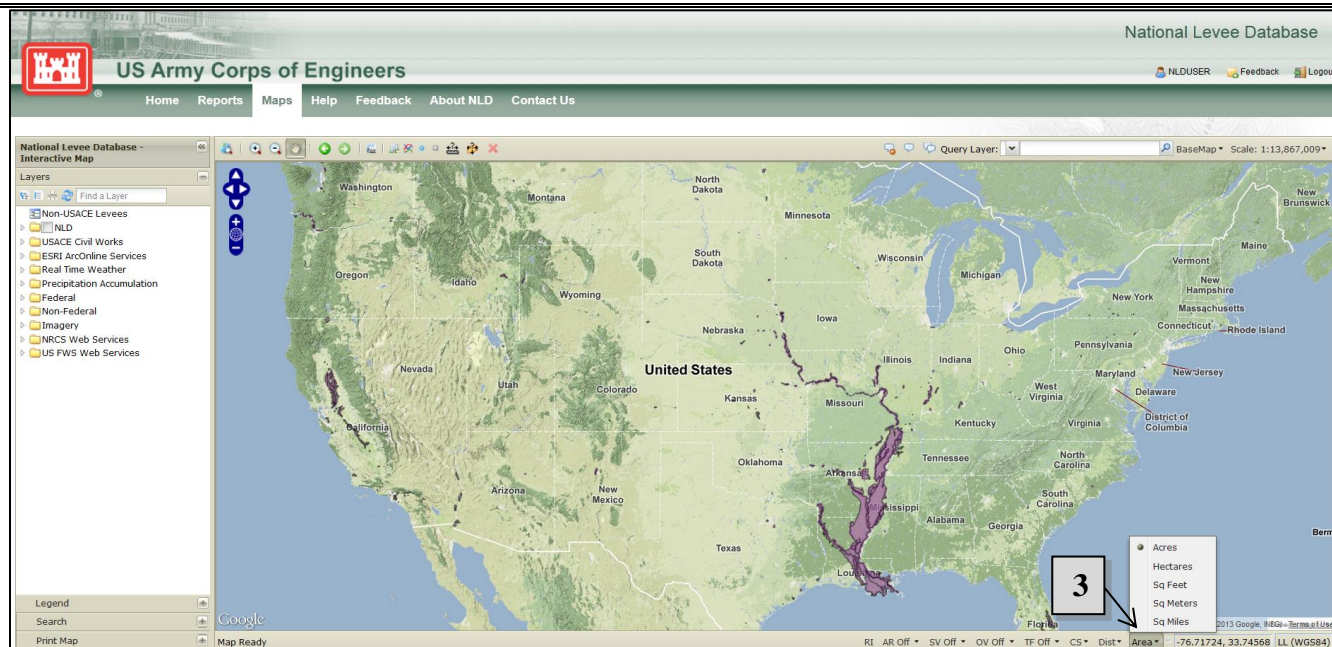 National Levee Database
US Army Corps of Engineers
®
NLDUSER Feedback Logou
Home Reports Maps Help Feedback About NLD Contact Us
National Levee Database -
Interactive Map
Query Layer: BaseMap Scale: 1:13,867,009
Layers
Find a Layer
Non-USACE Levees
NLD
USACE Civil Works
ESRI ArcOnline Services
Real Time Weather
Precipitation Accumulation
Federal
Non-Federal
Imagery
NRCS Web Services
US FWS Web Services
Washington
Montana
North
Dakota
Minnesota
New
Brunswick
Maine
Oregon
Idaho
Wyoming
South
Dakota
Wisconsin
Michigan
Vermont
New
Hampshire
New York
Massachusetts
Connecticut
Rhode Island
Nebraska
Iowa
Illinois
Indiana
Ohio
Pennsylvania
Nevada
Utah
Colorado
United States
Kansas
Missouri
West
Virginia
Maryland
New Jersey
Delaware
District of
Columbia
California
Kentucky
Virginia
Oklahoma
Arkansas
Tennessee
North
Carolina
Arizona
New
Mexico
Mississippi
Alabama
Georgia
South
Carolina
Texas
Louisiana
Berm
Florida
3
Acres
Hectares
Sq Feet
Sq Meters
Sq Miles
Google
2013 Google, INEGI - Terms of Use
Legend
Search
Print Map
Map Ready RI AR Off SV Off OV Off TF Off CS Dist Area -76.71724, 33.74568 LL (WGS84)